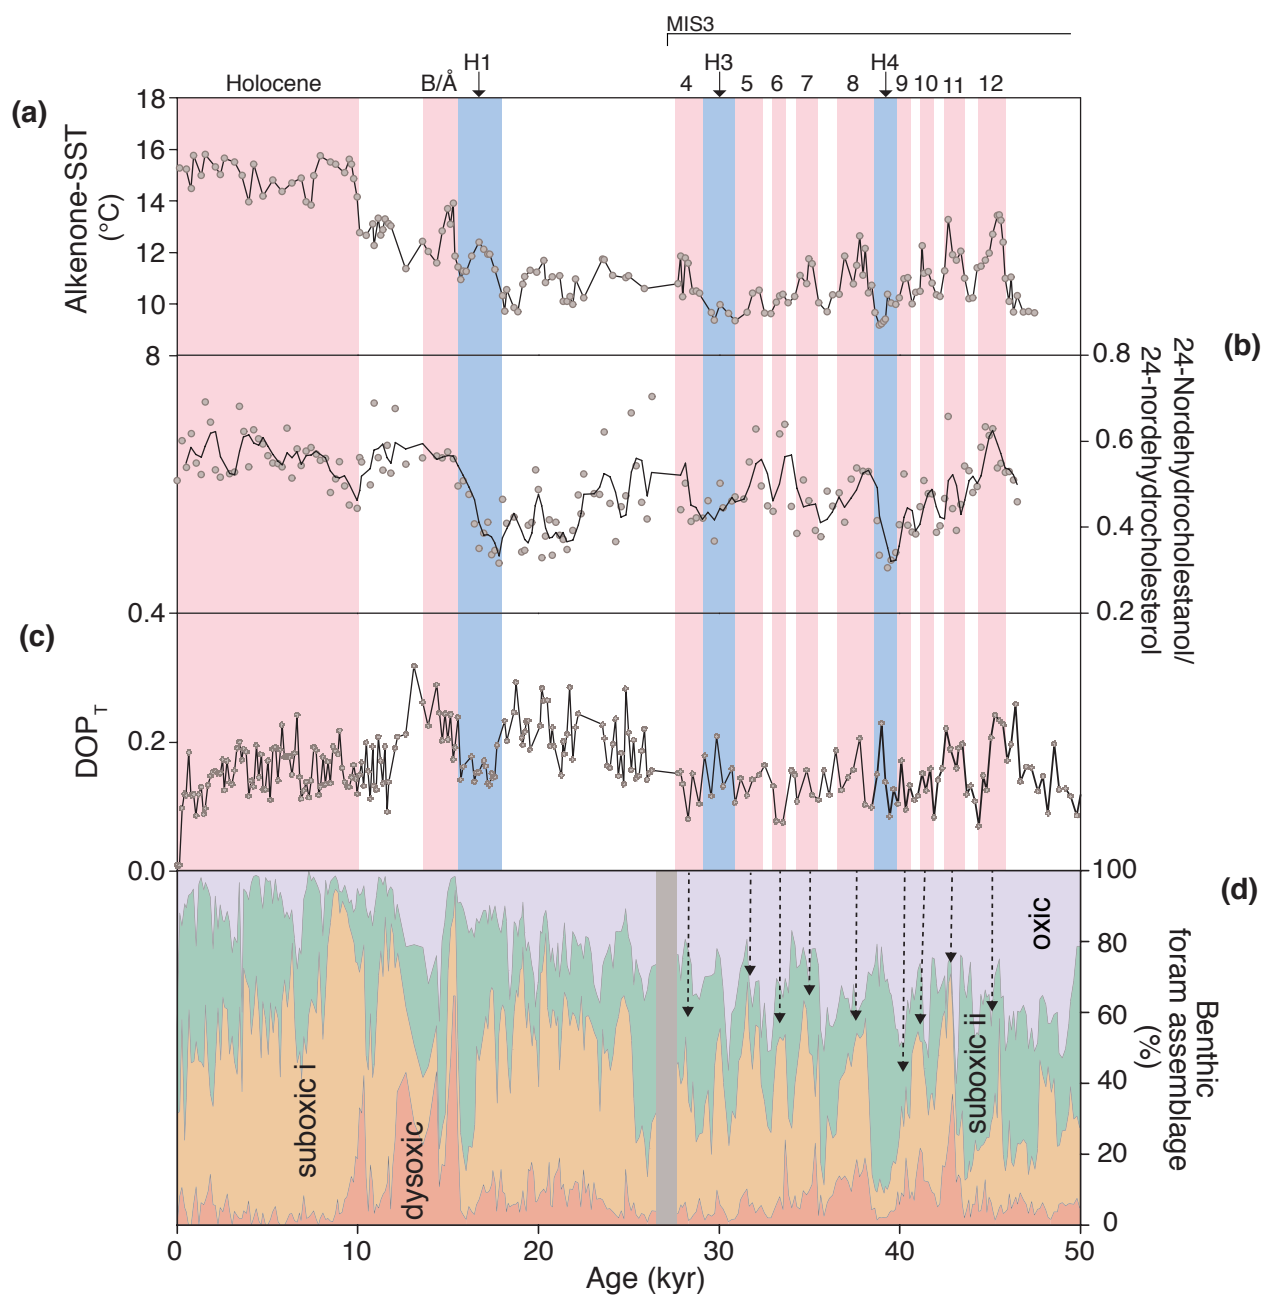 MIS3
H1 H3 H4
Holocene B/Å 4 5 6 7 8 9 10 11 12
(a)
18
16
14
12
10
8
Alkenone-SST
(°C)
(b)
0.8
0.6
0.4
0.2
24-Nordehydrocholestanol/
24-nordehydrocholesterol
(c)
0.4
0.2
0.0
DOPT
(d)
100
80
60
40
20
0
Benthic
foram assemblage
(%)
oxic
suboxic ii
suboxic i
dysoxic
0 10 20 30 40 50
Age (kyr)